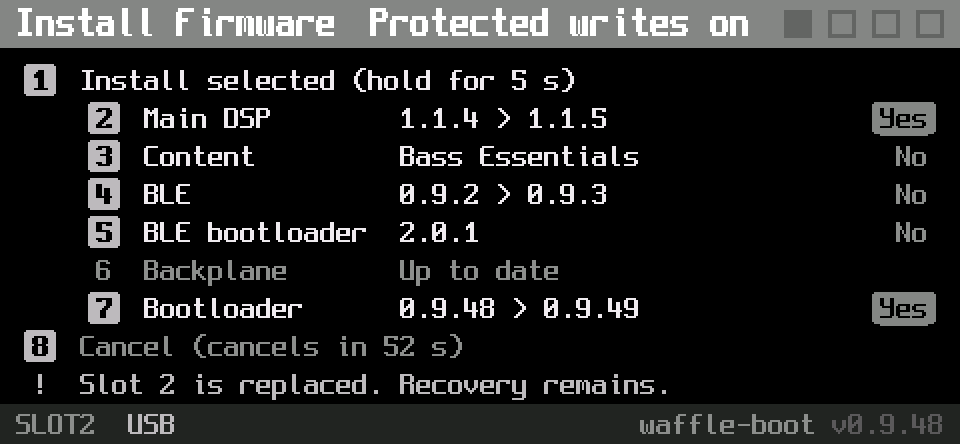 Install Firmware Protected writes on
1 Install selected (hold for 5 s)
2 Main DSP 1.1.4 > 1.1.5 Yes
3 Content Bass Essentials No
4 BLE 0.9.2 > 0.9.3 No
5 BLE bootloader 2.0.1 No
6 Backplane Up to date
7 Bootloader 0.9.48 > 0.9.49 Yes
8 Cancel (cancels in 52 s)
! Slot 2 is replaced. Recovery remains.
SLOT2 USB waffle-boot v0.9.48